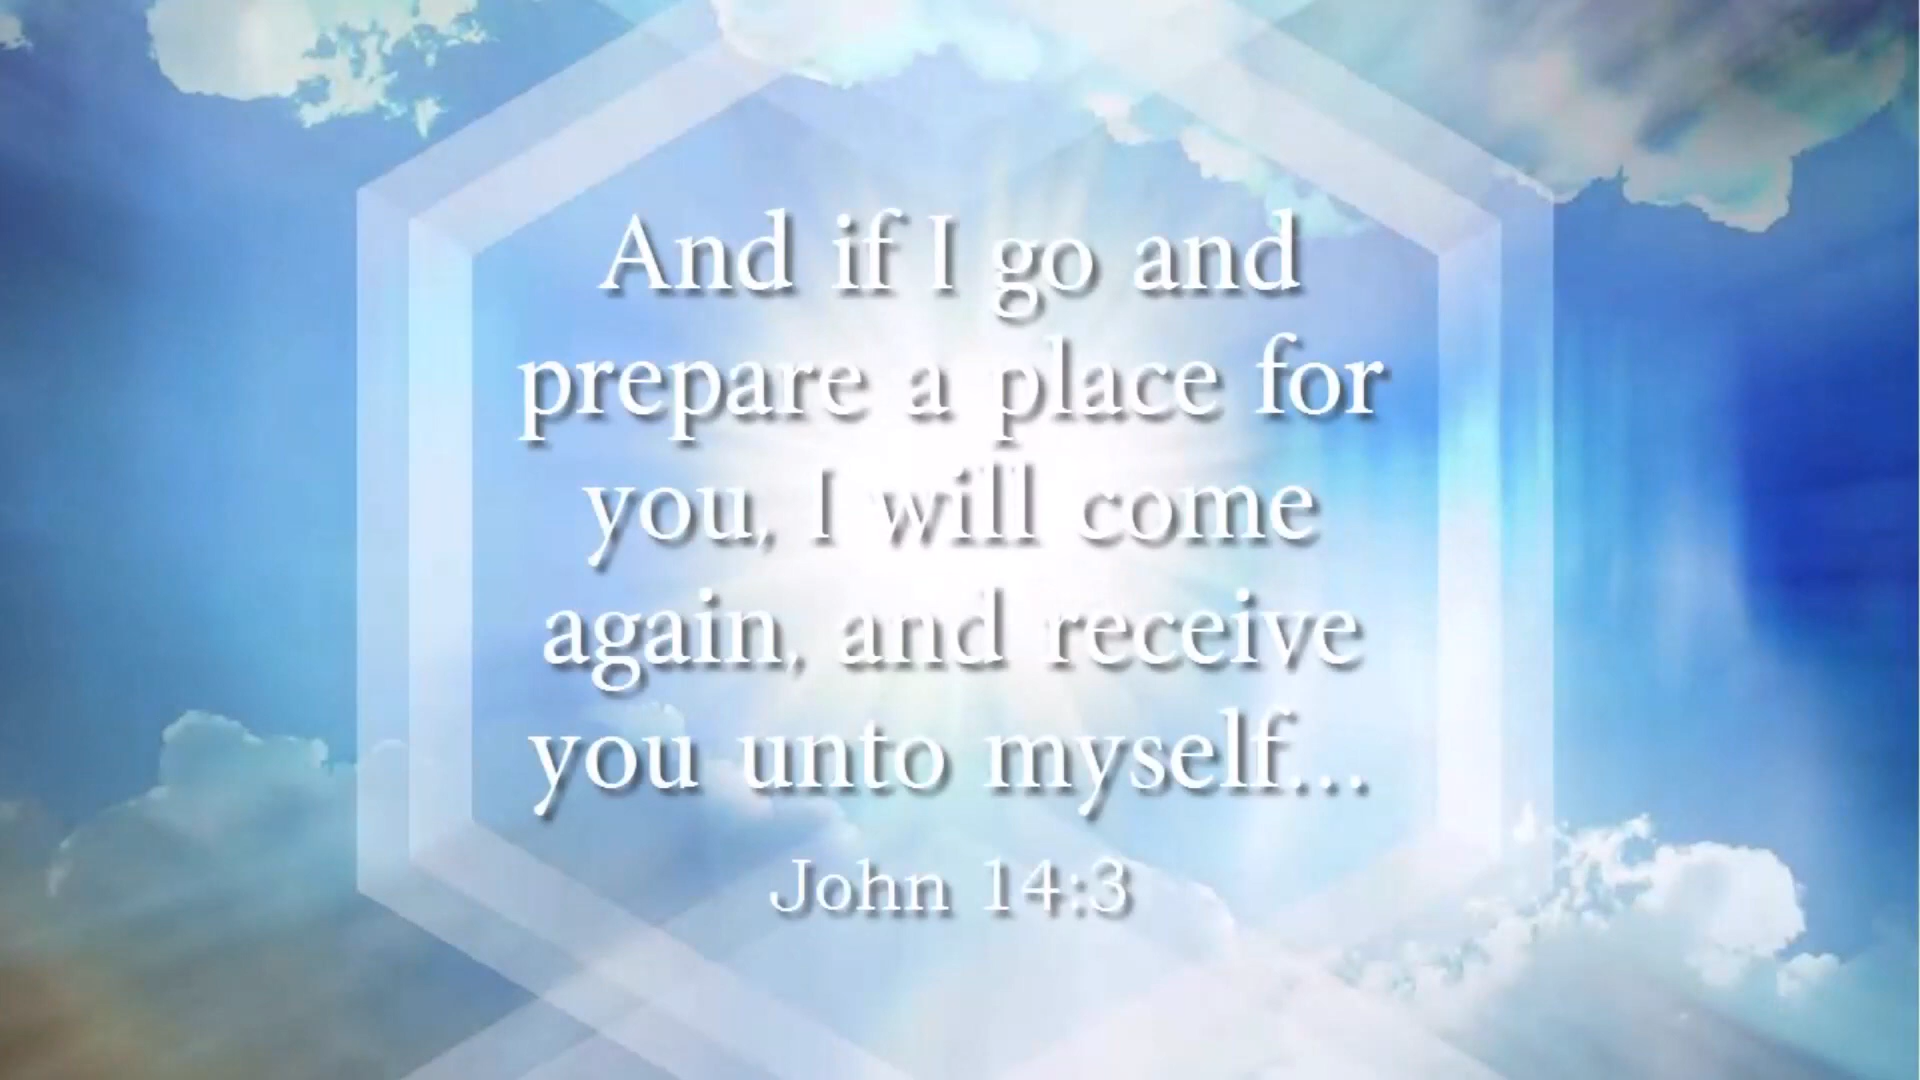 And if I go and
prepare a place for
you, I will come
again, and receive
you unto myself...
John 14:3